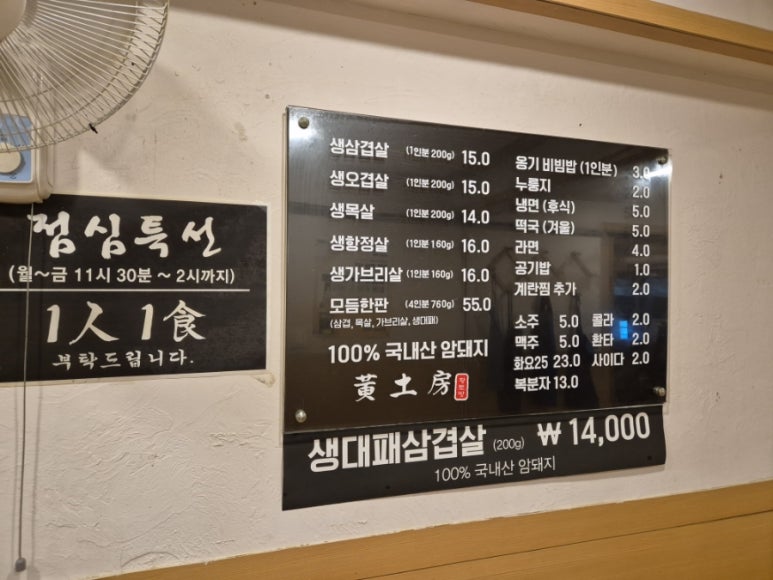 점심특선
(월~금 11시 30분 ~ 2시까지)
1人 1食
부탁드립니다.
생삼겹살 (1인분 200g) 15.0
생오겹살 (1인분 200g) 15.0
생목살 (1인분 200g) 14.0
생항정살 (1인분 160g) 16.0
생가브리살 (1인분 160g) 16.0
모듬한판 (4인분 760g) 55.0
(삼겹, 목살, 가브리살, 생대패)
100% 국내산 암돼지
黃土房
황토방
옹기 비빔밥 (1인분) 3.0
누룽지 2.0
냉면 (후식) 5.0
떡국 (겨울) 5.0
라면 4.0
공기밥 1.0
계란찜 추가 2.0
소주 5.0 콜라 2.0
맥주 5.0 환타 2.0
화요25 23.0 사이다 2.0
복분자 13.0
생대패삼겹살 (200g) ₩ 14,000
100% 국내산 암돼지